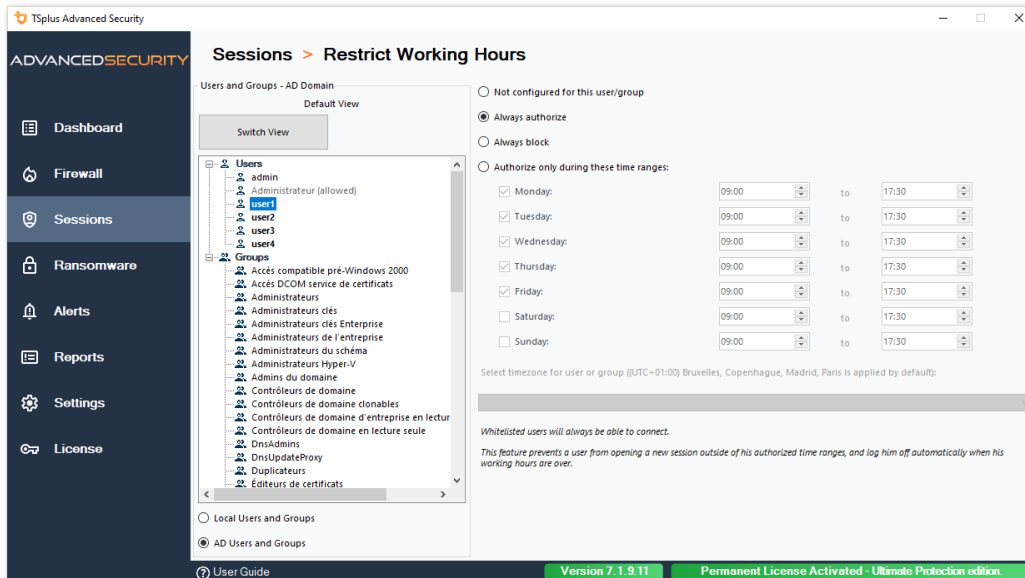 TSplus Advanced Security
ADVANCEDSECURITY
Dashboard
Firewall
Sessions
Ransomware
Alerts
Reports
Settings
License
Sessions > Restrict Working Hours
Users and Groups - AD Domain
Default View
Switch View
Users
admin
Administrateur (allowed)
user1
user2
user3
user4
Groups
Accès compatible pré-Windows 2000
Accès DCOM service de certificats
Administrateurs
Administrateurs clés
Administrateurs clés Enterprise
Administrateurs de l'entreprise
Administrateurs du schéma
Administrateurs Hyper-V
Admins du domaine
Contrôleurs de domaine
Contrôleurs de domaine clonables
Contrôleurs de domaine d'entreprise en lectur
Contrôleurs de domaine en lecture seule
DnsAdmins
DnsUpdateProxy
Duplicateurs
Éditeurs de certificats
Local Users and Groups
AD Users and Groups
Not configured for this user/group
Always authorize
Always block
Authorize only during these time ranges:
Monday: 09:00 to 17:30
Tuesday: 09:00 to 17:30
Wednesday: 09:00 to 17:30
Thursday: 09:00 to 17:30
Friday: 09:00 to 17:30
Saturday: 09:00 to 17:30
Sunday: 09:00 to 17:30
Select timezone for user or group ((UTC+01:00) Bruxelles, Copenhague, Madrid, Paris is applied by default):
Whitelisted users will always be able to connect.
This feature prevents a user from opening a new session outside of his authorized time ranges, and log him off automatically when his
working hours are over.
User Guide
Version 7.1.9.11
Permanent License Activated - Ultimate Protection edition.